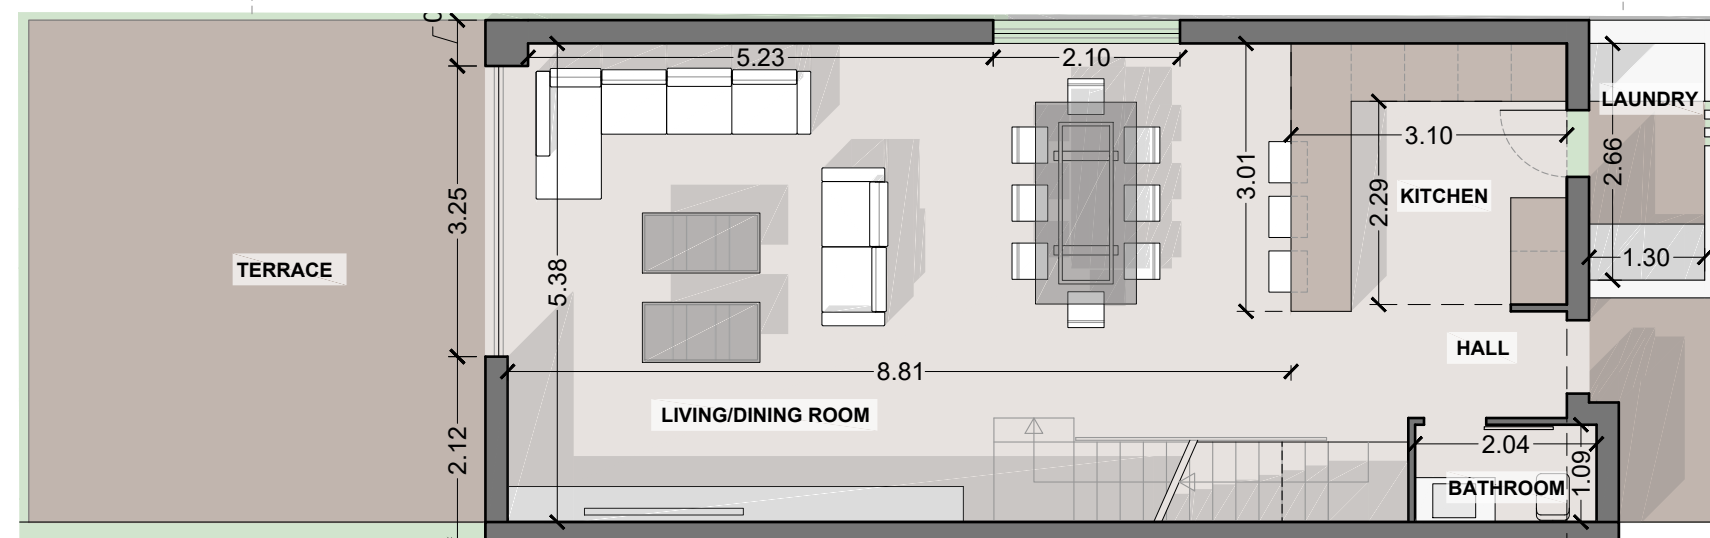 5.23
2.10
LAUNDRY
3.10
2.66
3.01
2.29
KITCHEN
3.25
TERRACE
5.38
1.30
HALL
8.81
LIVING/DINING ROOM
2.12
2.04
1.09
BATHROOM